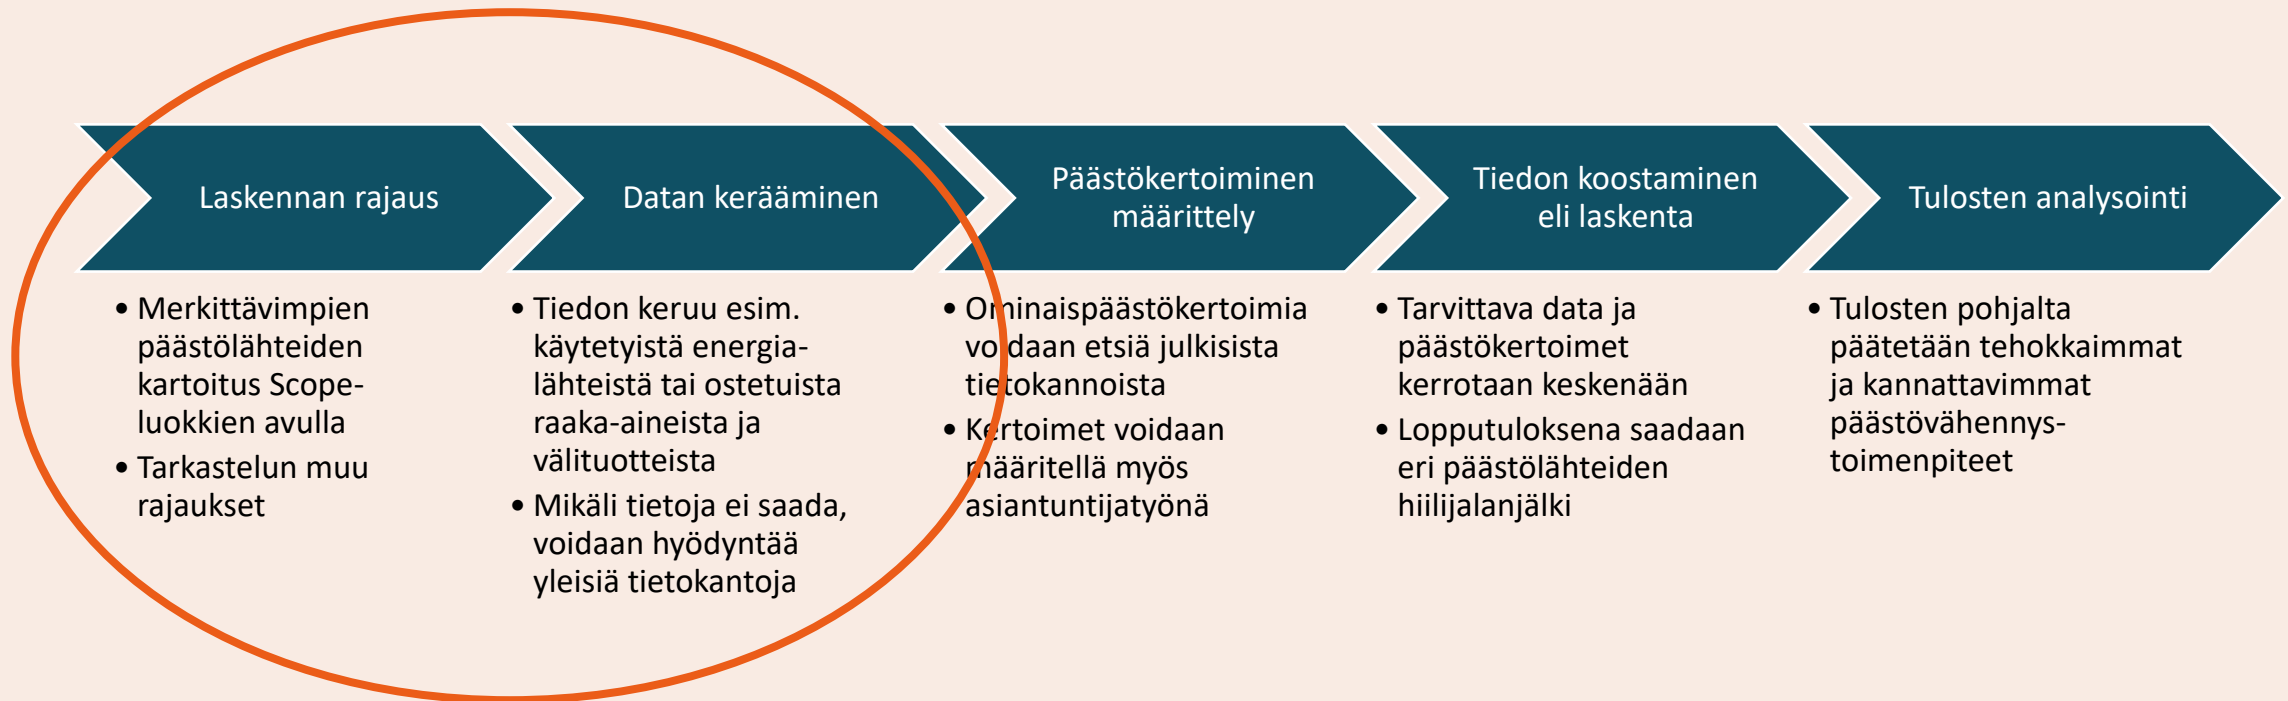 Laskennan rajaus
• Merkittävimpien
päästölähteiden
kartoitus Scope-
luokkien avulla
• Tarkastelun muu
rajaukset
Datan kerääminen
• Tiedon keruu esim.
käytetyistä energia-
lähteistä tai ostetuista
raaka-aineista ja
välituotteista
• Mikäli tietoja ei saada,
voidaan hyödyntää
yleisiä tietokantoja
Päästökertoiminen
määrittely
• Ominaispäästökertoimia
voidaan etsiä julkisista
tietokannoista
• Kertoimet voidaan
määritellä myös
asiantuntijatyönä
Tiedon koostaminen
eli laskenta
• Tarvittava data ja
päästökertoimet
kerrotaan keskenään
• Lopputuloksena saadaan
eri päästölähteiden
hiilijalanjälki
Tulosten analysointi
• Tulosten pohjalta
päätetään tehokkaimmat
ja kannattavimmat
päästövähennys-
toimenpiteet